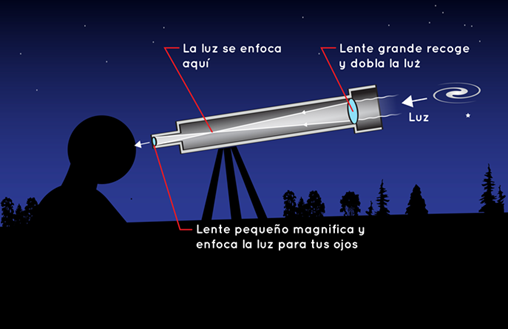 La luz se enfoca
aquí
Lente grande recoge
y dobla la luz
Luz
Lente pequeño magnifica y
enfoca la luz para tus ojos